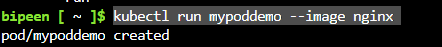 bipeen [ ~ ]$ kubectl run mypoddemo --image nginx
pod/mypoddemo created